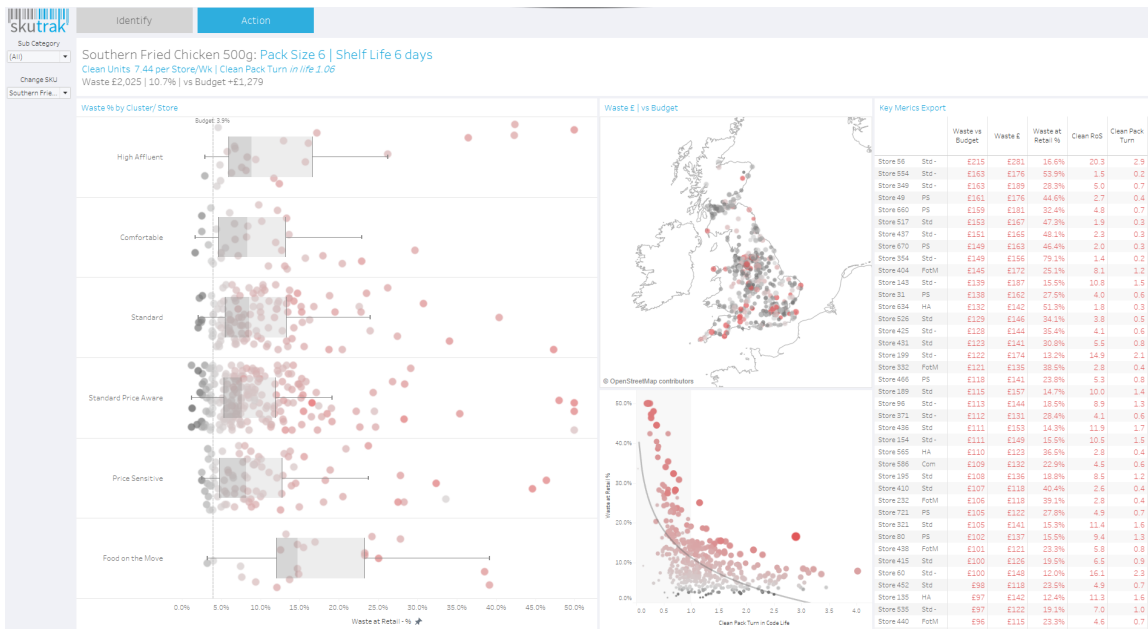 skutrak
Identify
Action
Sub Category
(All)
Change SKU
Southern Frie...
Southern Fried Chicken 500g: Pack Size 6 | Shelf Life 6 days
Clean Units 7.44 per Store/Wk | Clean Pack Turn in life 1.06
Waste £2,025 | 10.7% | vs Budget +£1,279
Waste % by Cluster/ Store
Budget 3.9%
High Affluent
Comfortable
Standard
Standard Price Aware
Price Sensitive
Food on the Move
0.0% 5.0% 10.0% 15.0% 20.0% 25.0% 30.0% 35.0% 40.0% 45.0% 50.0%
Waste at Retail - %
Waste £ | vs Budget
© OpenStreetMap contributors
Waste at Retail %
50.0%
40.0%
30.0%
20.0%
10.0%
0.0%
0.0 0.5 1.0 1.5 2.0 2.5 3.0 3.5 4.0
Clean Pack Turn in Code Life
Key Merics Export
Waste vs Budget Waste £ Waste at Retail % Clean RoS Clean Pack Turn
Store 56 Std - £215 £281 16.6% 20.3 2.9
Store 554 Std - £163 £176 53.9% 1.5 0.2
Store 349 Std - £163 £189 28.3% 5.0 0.7
Store 49 PS £161 £176 44.6% 2.7 0.4
Store 660 PS £159 £181 32.4% 4.8 0.7
Store 517 Std £153 £167 47.3% 1.9 0.3
Store 437 Std - £151 £165 48.1% 2.3 0.3
Store 670 PS £149 £163 46.4% 2.0 0.3
Store 354 Std - £149 £156 79.1% 1.4 0.2
Store 404 FotM £145 £172 25.1% 8.1 1.2
Store 143 Std - £139 £187 15.5% 10.8 1.5
Store 31 PS £138 £162 27.5% 4.0 0.6
Store 634 HA £132 £142 51.3% 1.8 0.3
Store 526 Std £129 £146 34.1% 3.8 0.5
Store 425 Std - £128 £144 35.4% 4.1 0.6
Store 431 Std £123 £141 30.8% 5.5 0.8
Store 199 Std - £122 £174 13.2% 14.9 2.1
Store 332 FotM £121 £135 38.5% 2.8 0.4
Store 466 PS £118 £141 23.8% 5.3 0.8
Store 189 Std £115 £157 14.7% 10.0 1.4
Store 96 Std - £113 £144 18.5% 8.9 1.3
Store 371 Std - £112 £131 28.4% 4.1 0.6
Store 436 Std £111 £153 14.3% 11.9 1.7
Store 154 Std - £111 £149 15.5% 10.5 1.5
Store 565 HA £110 £123 36.5% 2.8 0.4
Store 586 Com £109 £132 22.9% 4.5 0.6
Store 195 Std £108 £136 18.8% 8.5 1.2
Store 410 Std £107 £118 40.4% 2.6 0.4
Store 232 FotM £106 £118 39.1% 2.8 0.4
Store 721 PS £105 £122 27.8% 4.9 0.7
Store 321 Std £105 £141 15.3% 11.4 1.6
Store 80 PS £102 £137 15.5% 9.4 1.3
Store 438 FotM £101 £121 23.3% 5.8 0.8
Store 415 Std £100 £126 19.5% 6.5 0.9
Store 60 Std - £100 £148 12.0% 16.1 2.3
Store 452 Std £98 £118 23.5% 4.9 0.7
Store 135 HA £97 £142 12.4% 11.3 1.6
Store 535 Std - £97 £122 19.1% 7.0 1.0
Store 440 FotM £96 £115 23.3% 4.6 0.7